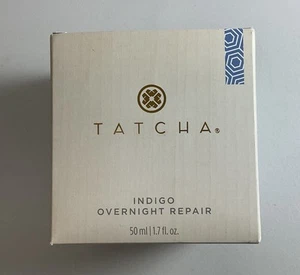 TATCHA®
INDIGO
OVERNIGHT REPAIR
50 ml | 1.7 fl. oz.